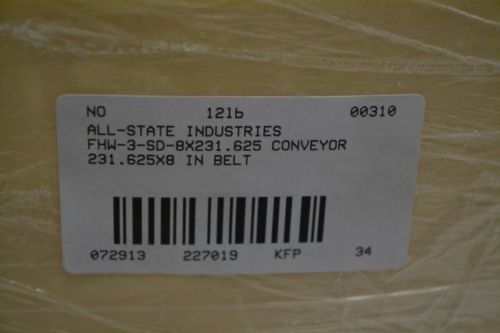 NO 12lb 00310
ALL-STATE INDUSTRIES
FHW-3-SD-8X231.625 CONVEYOR
231.625X8 IN BELT
072913 227019 KFP 34